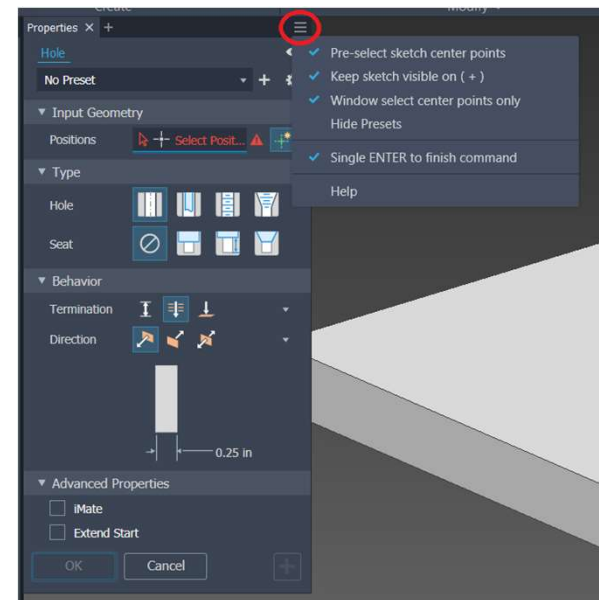 Create
Modify
Properties × +
Hole
No Preset
Input Geometry
Positions Select Posit...
Type
Hole
Seat
Behavior
Termination
Direction
0.25 in
Advanced Properties
iMate
Extend Start
OK Cancel
Pre-select sketch center points
Keep sketch visible on ( + )
Window select center points only
Hide Presets
Single ENTER to finish command
Help